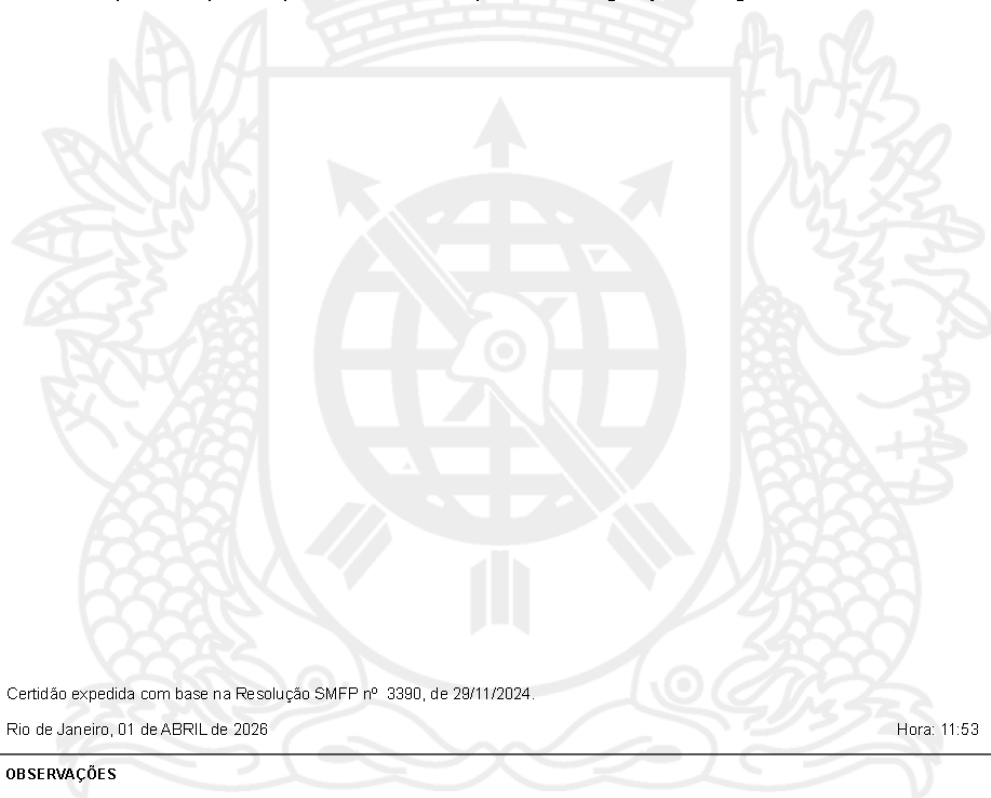 Certidão expedida com base na Resolução SMFP nº 3390, de 29/11/2024.
Rio de Janeiro, 01 de ABRIL de 2026 Hora: 11:53
OBSERVAÇÕES